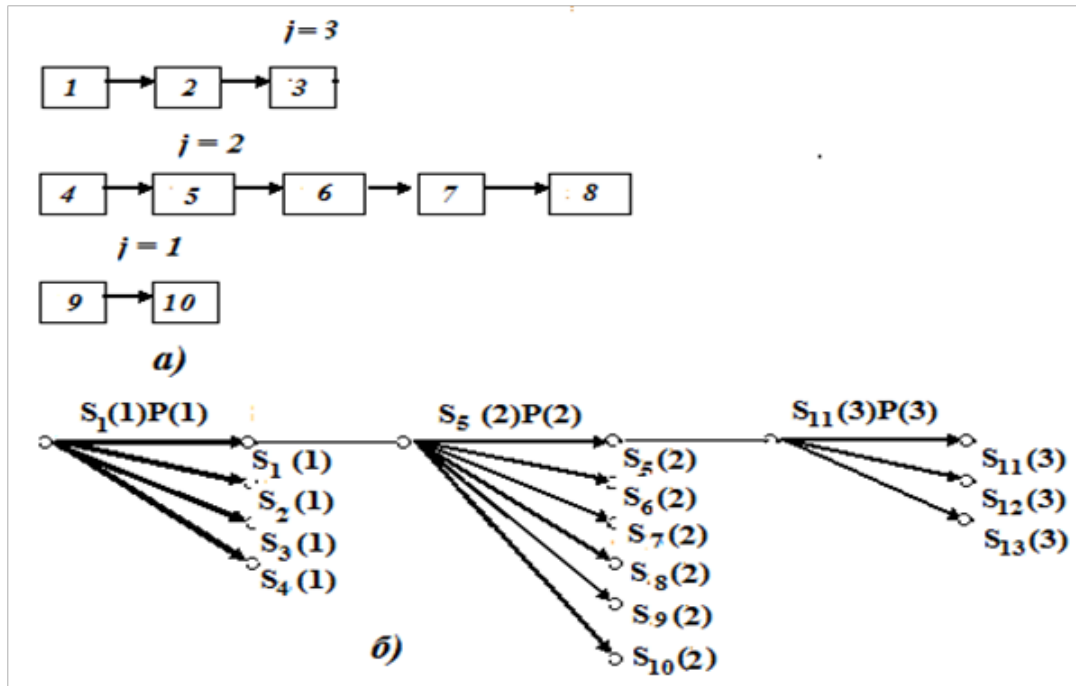 j = 3
1 2 3
j = 2
4 5 6 7 8
j = 1
9 10
а)
S₁(1)P(1) S₅ (2)P(2) S₁₁(3)P(3)
S₁ (1) S₅(2) S₁₁(3)
S₂ (1) S₆(2) S₁₂(3)
S₃ (1) S₇(2) S₁₃(3)
S₄ (1) S₈(2)
S₉(2)
б) S₁₀(2)